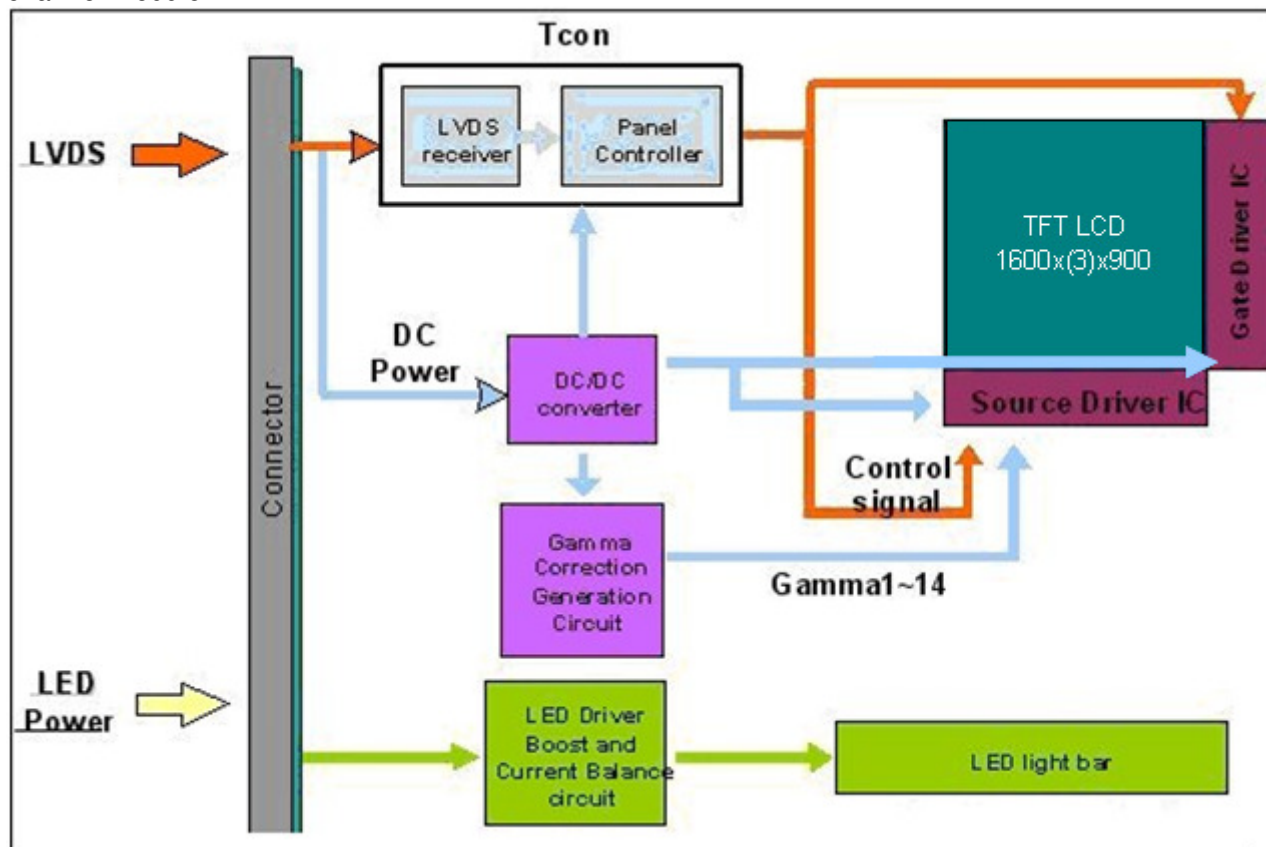 Tcon
LVDS
receiver
Panel
Controller
LVDS
TFT LCD
1600x(3)x900
Gate Driver IC
DC
Power
DC/DC
converter
Source Driver IC
Connector
Control
signal
Gamma
Correction
Generation
Circuit
Gamma1~14
LED
Power
LED Driver
Boost and
Current Balance
circuit
LED light bar